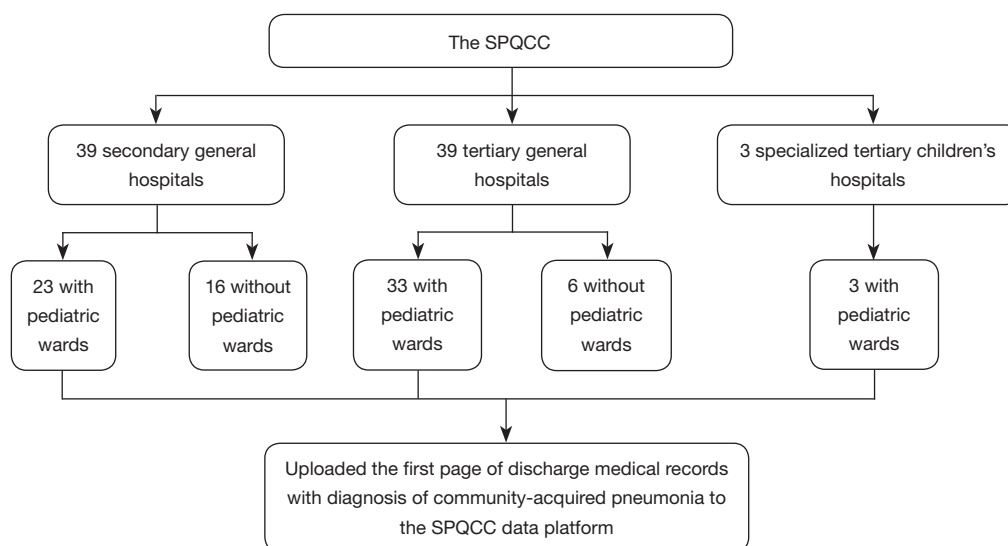 The SPQCC
39 secondary general
hospitals
39 tertiary general
hospitals
3 specialized tertiary children's
hospitals
23 with
pediatric
wards
16 without
pediatric
wards
33 with
pediatric
wards
6 without
pediatric
wards
3 with
pediatric
wards
Uploaded the first page of discharge medical records
with diagnosis of community-acquired pneumonia to
the SPQCC data platform